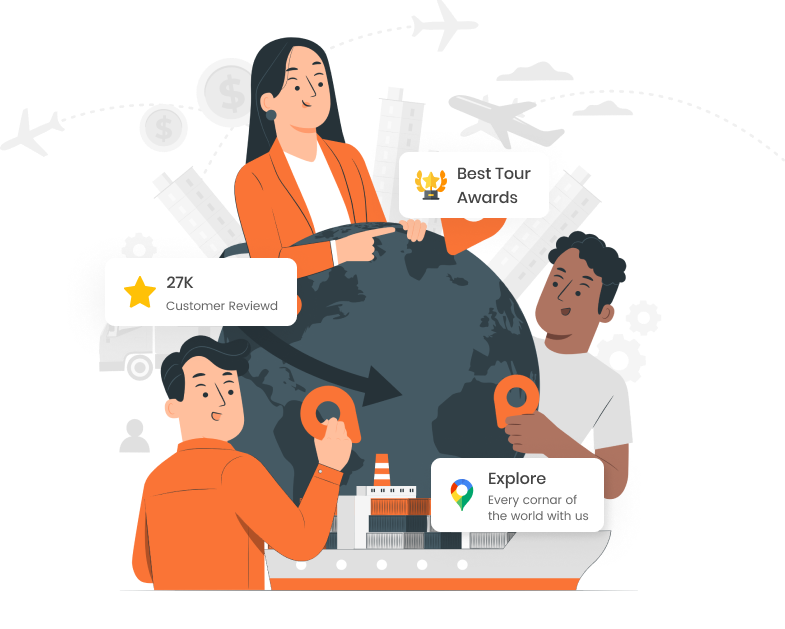 Best Tour
Awards
27K
Customer Reviewd
Explore
Every cornar of
the world with us
$
$